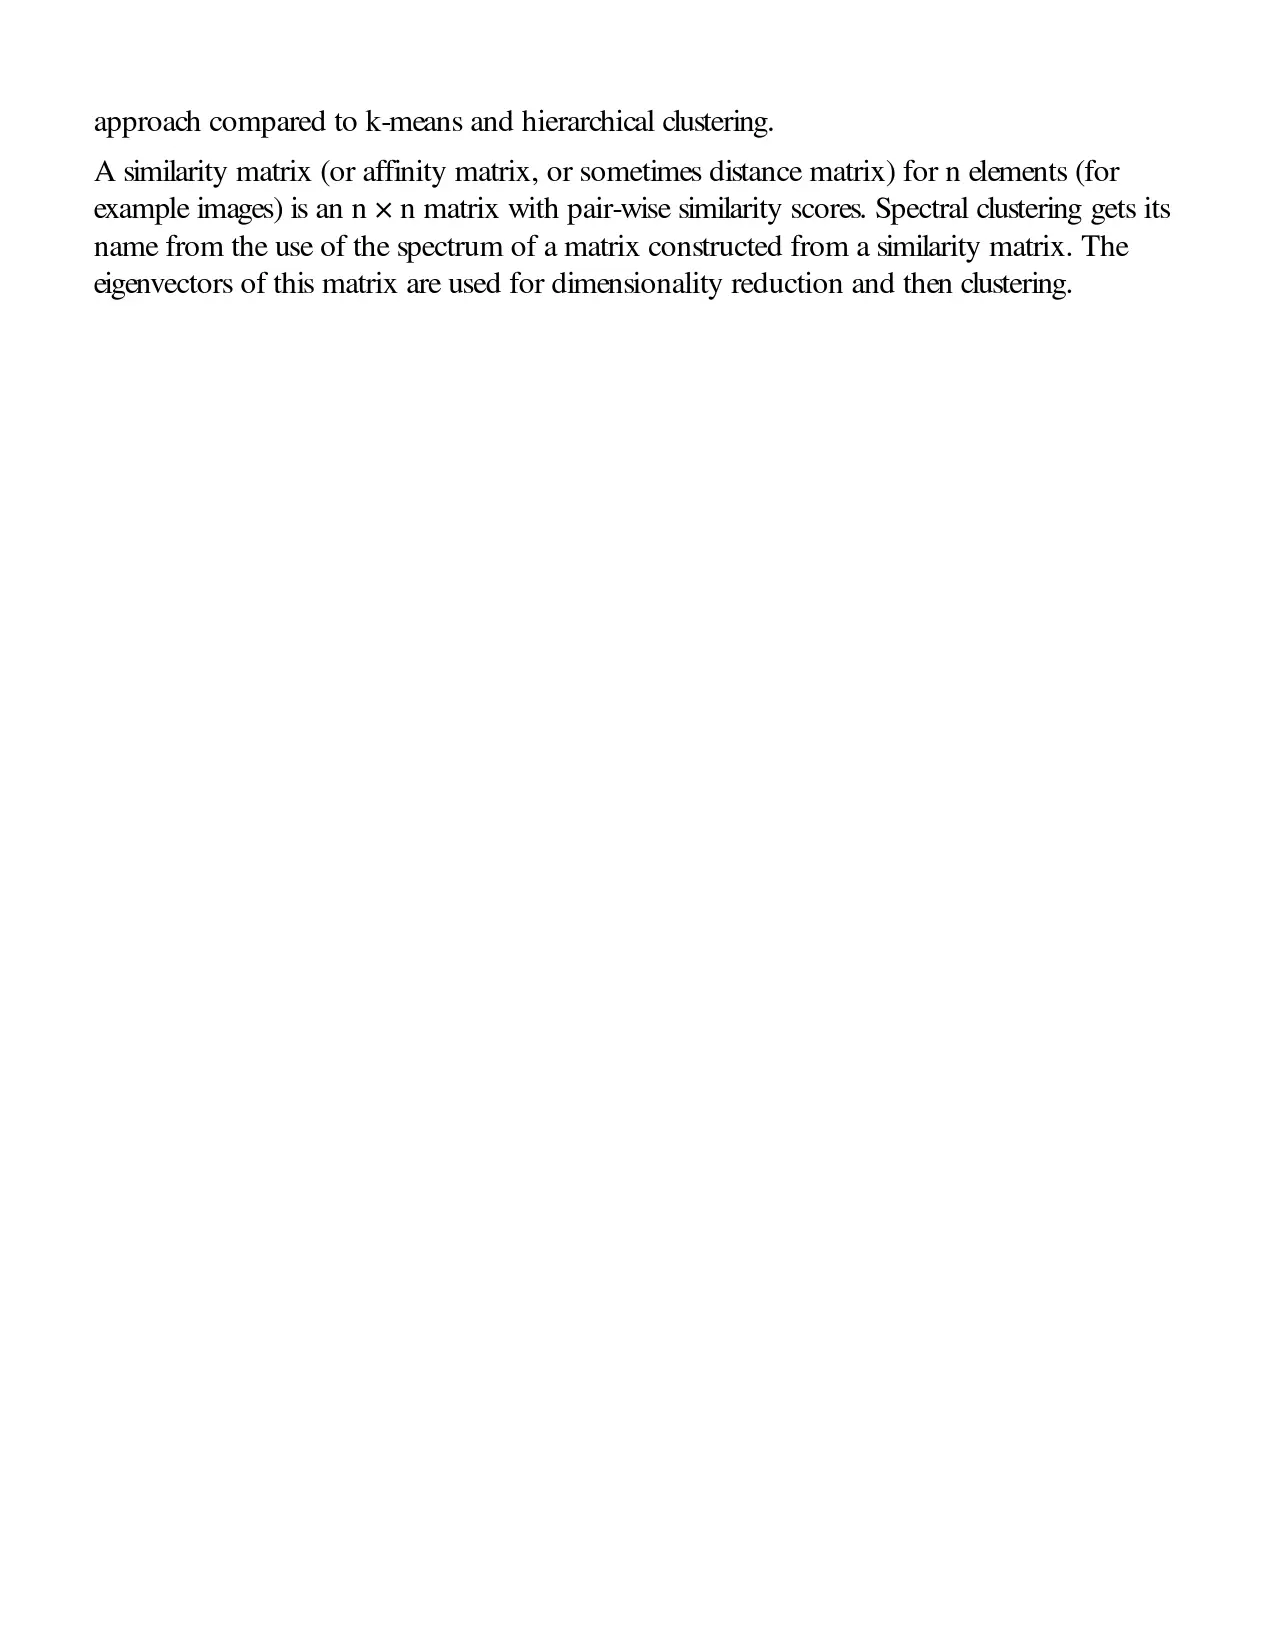 approach compared to k-means and hierarchical clustering.
A similarity matrix (or affinity matrix, or sometimes distance matrix) for n elements (for
example images) is an n × n matrix with pair-wise similarity scores. Spectral clustering gets its
name from the use of the spectrum of a matrix constructed from a similarity matrix. The
eigenvectors of this matrix are used for dimensionality reduction and then clustering.